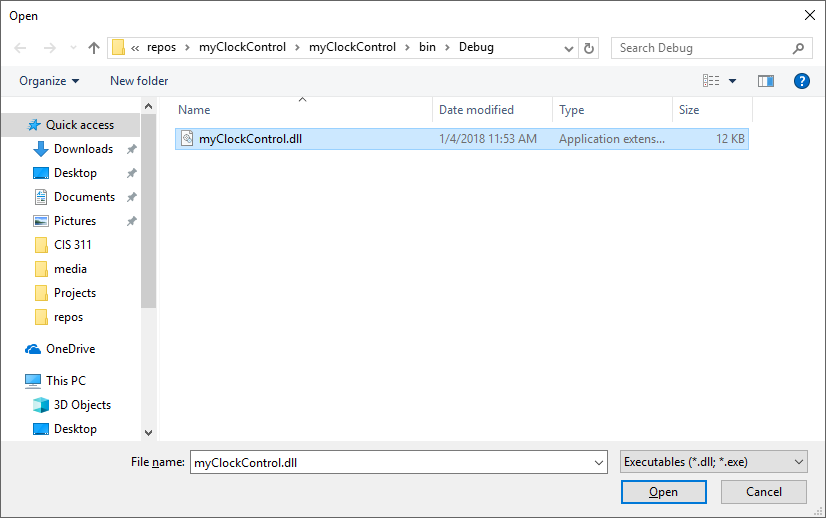 Open
« repos > myClockControl > myClockControl > bin > Debug
Search Debug
Organize
New folder
Name Date modified Type Size
myClockControl.dll 1/4/2018 11:53 AM Application extens... 12 KB
Quick access
Downloads
Desktop
Documents
Pictures
CIS 311
media
Projects
repos
OneDrive
This PC
3D Objects
Desktop
File name: myClockControl.dll Executables (*.dll; *.exe)
Open Cancel